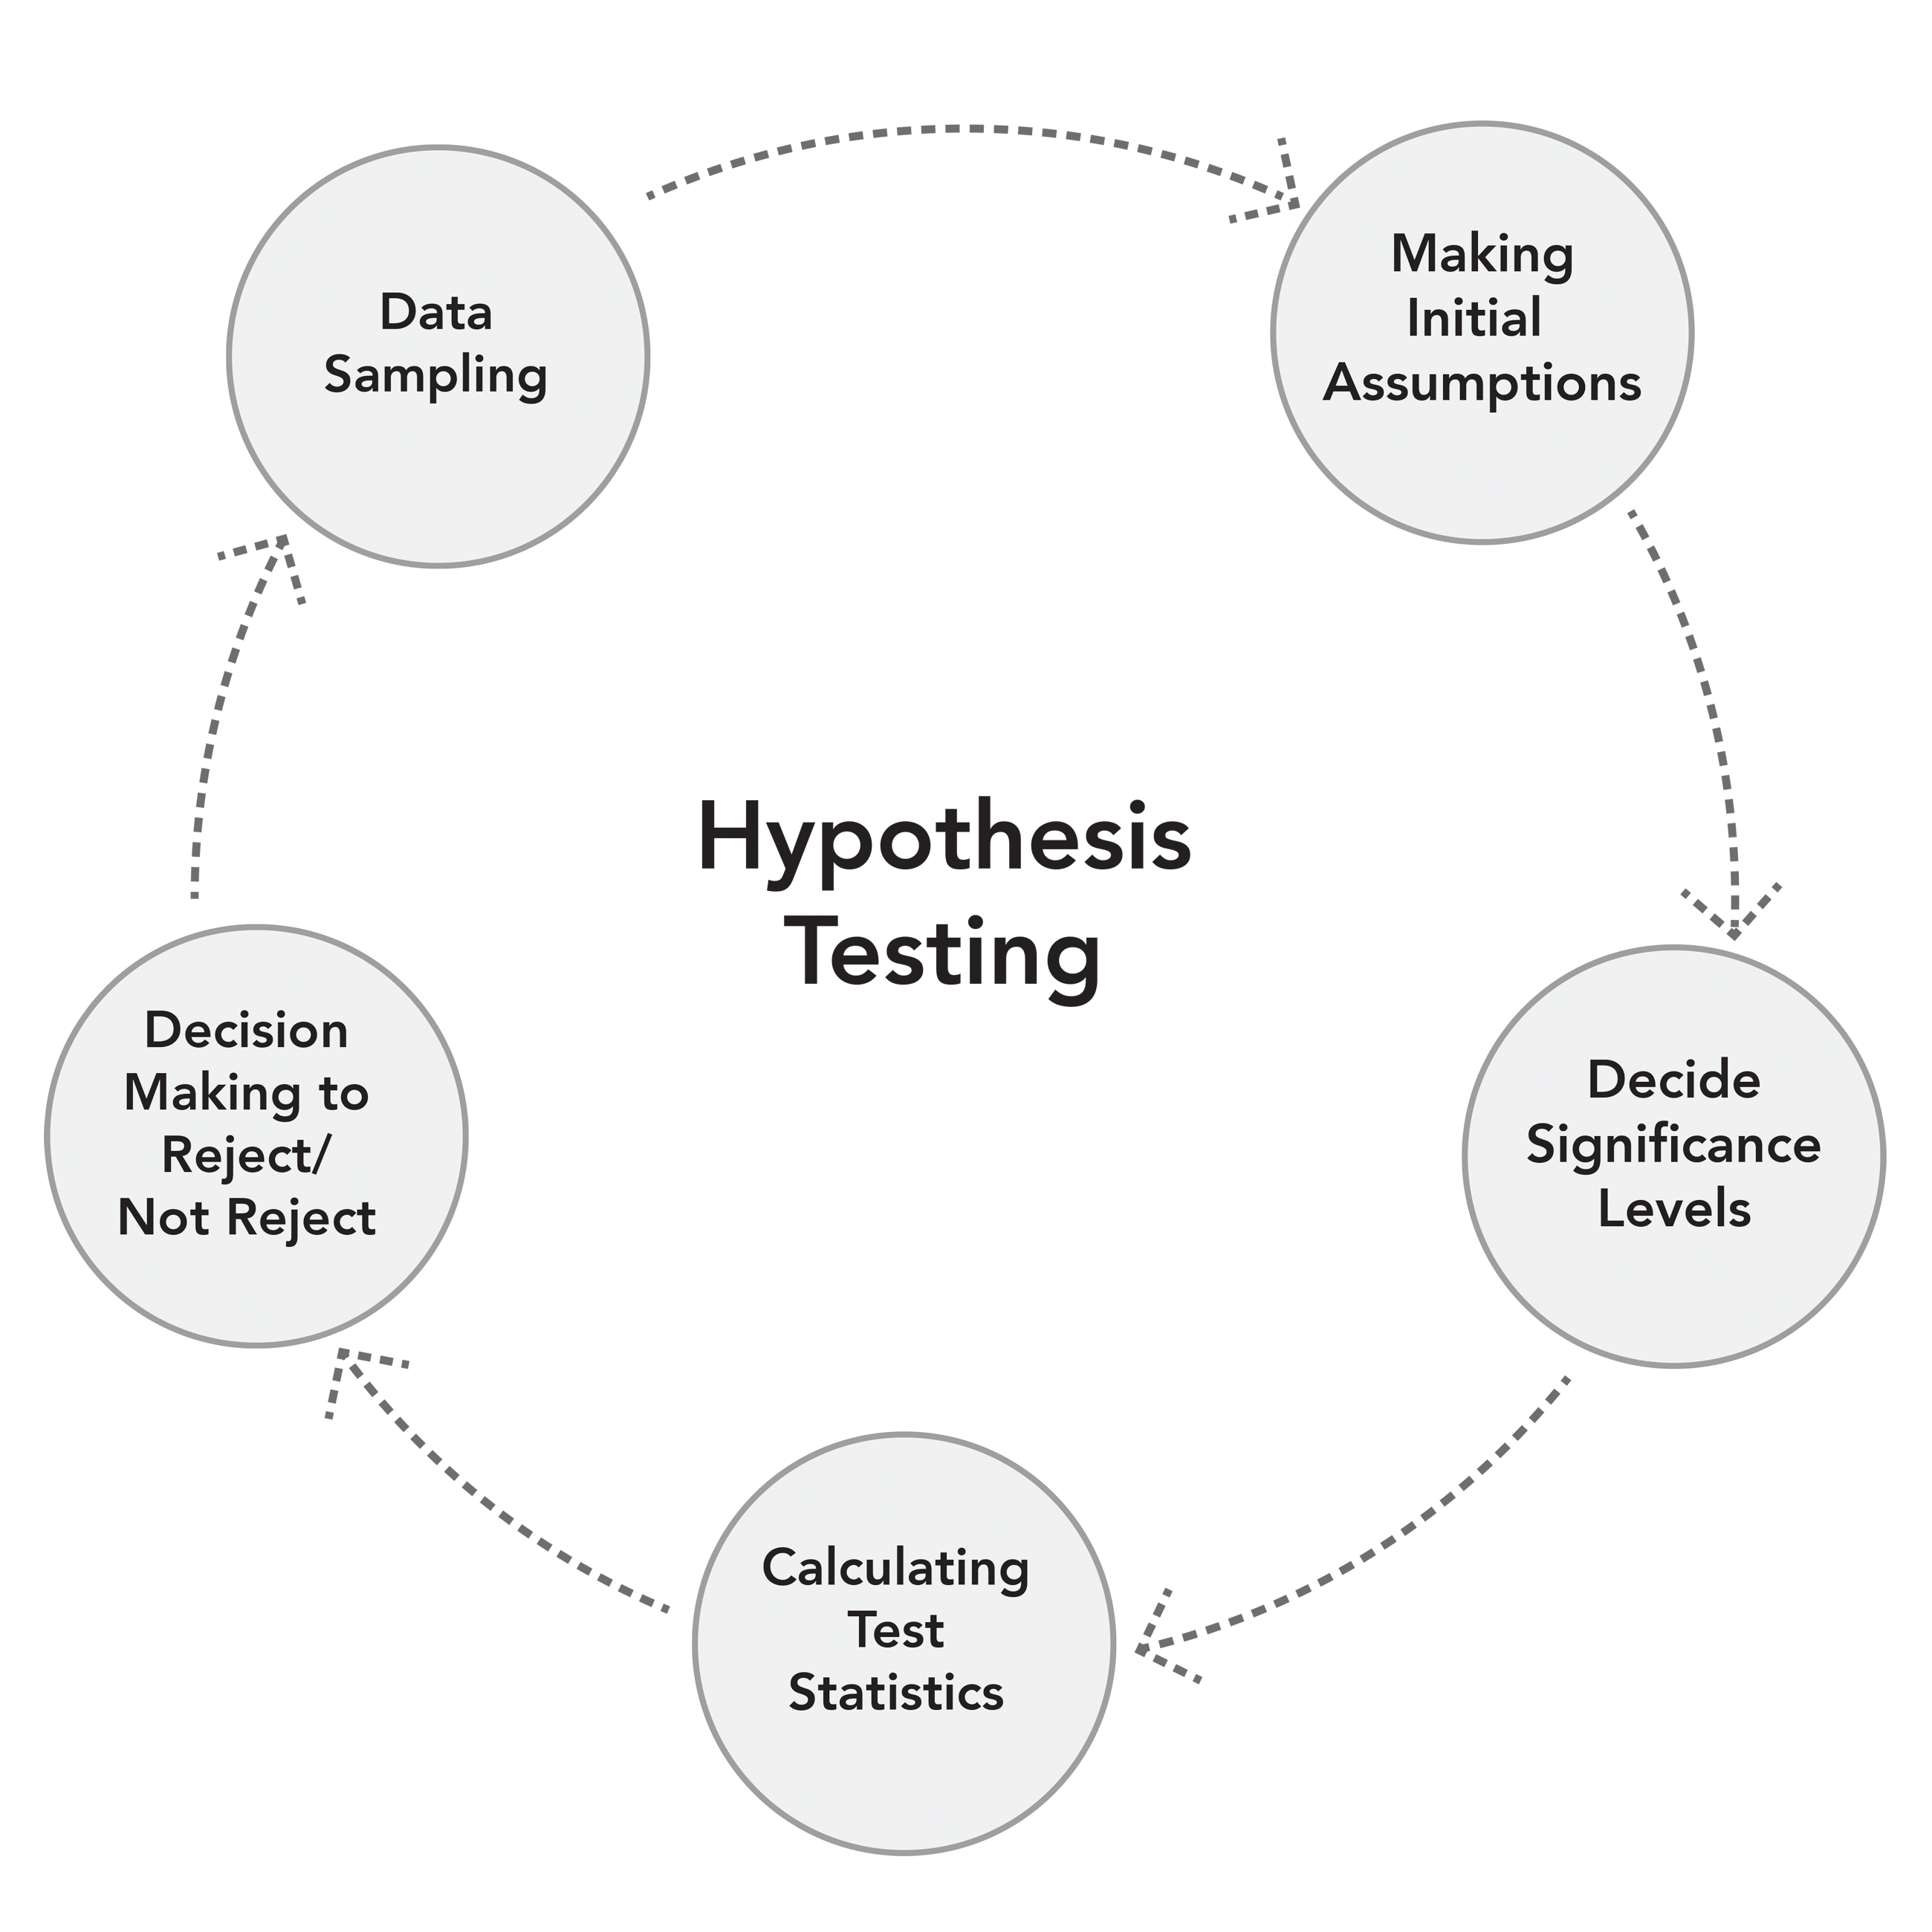 Data
Sampling
Making
Initial
Assumptions
Hypothesis
Testing
Decision
Making to
Reject/
Not Reject
Decide
Significance
Levels
Calculating
Test
Statistics